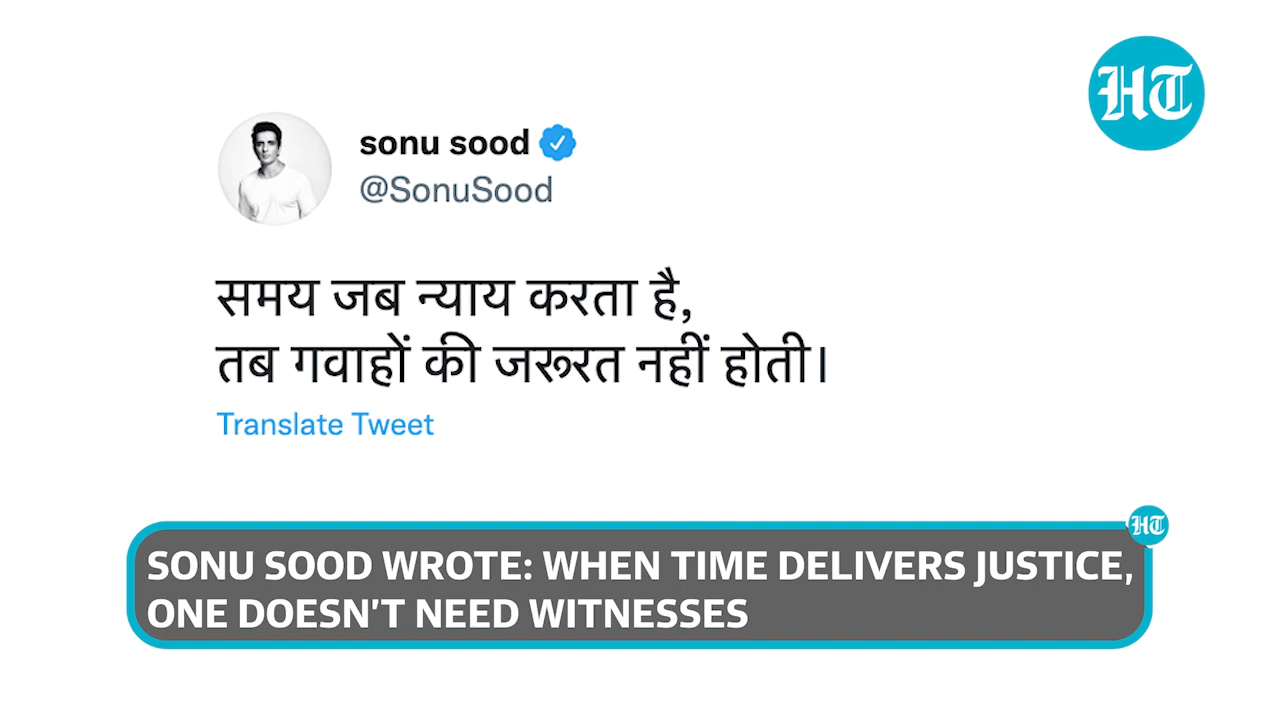 HT
sonu sood
@SonuSood
समय जब न्याय करता है,
तब गवाहों की जरूरत नहीं होती।
Translate Tweet
HT
SONU SOOD WROTE: WHEN TIME DELIVERS JUSTICE,
ONE DOESN'T NEED WITNESSES